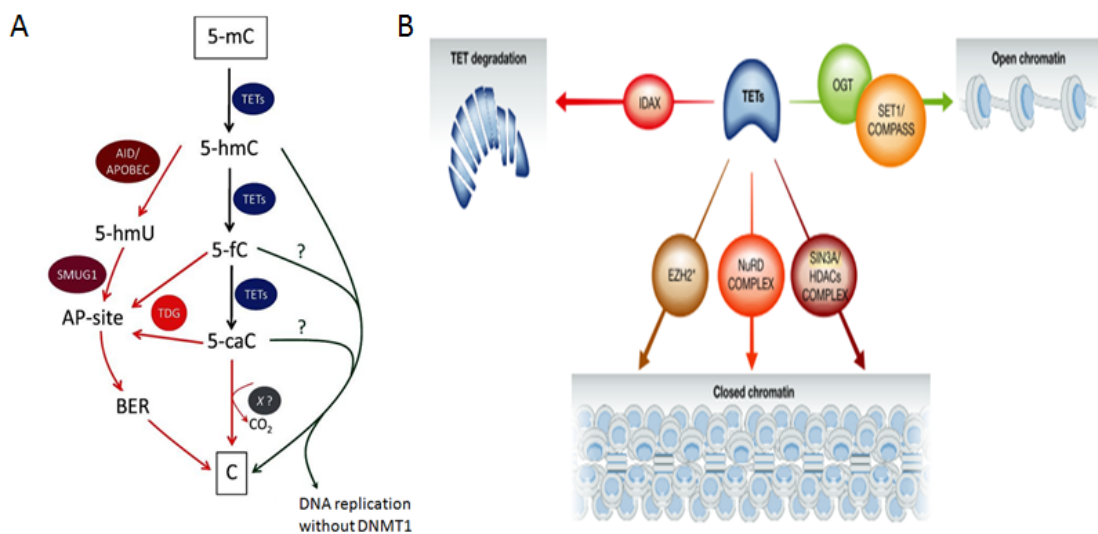 A
5-mC
TETs
5-hmC
AID/
APOBEC
TETs
5-hmU
5-fC
?
SMUG1
TETs
AP-site
TDG
5-caC
?
BER
X ?
CO2
C
DNA replication
without DNMT1
B
TET degradation
IDAX
TETs
OGT
SET1/
COMPASS
Open chromatin
EZH2*
NuRD
COMPLEX
SIN3A/
HDACs
COMPLEX
Closed chromatin